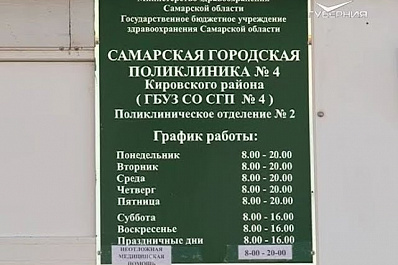 Министерство здравоохранения
Самарской области
Государственное бюджетное учреждение
здравоохранения Самарской области
САМАРСКАЯ ГОРОДСКАЯ
ПОЛИКЛИНИКА № 4
Кировского района
( ГБУЗ СО СГП № 4 )
Поликлиническое отделение № 2
График работы:
Понедельник 8.00 - 20.00
Вторник 8.00 - 20.00
Среда 8.00 - 20.00
Четверг 8.00 - 20.00
Пятница 8.00 - 20.00
Суббота 8.00 - 16.00
Воскресенье 8.00 - 16.00
Праздничные дни 8.00 - 16.00
НЕОТЛОЖНАЯ
МЕДИЦИНСКАЯ
ПОМОЩЬ
8-00 - 20-00
ГУБЕРНИЯ